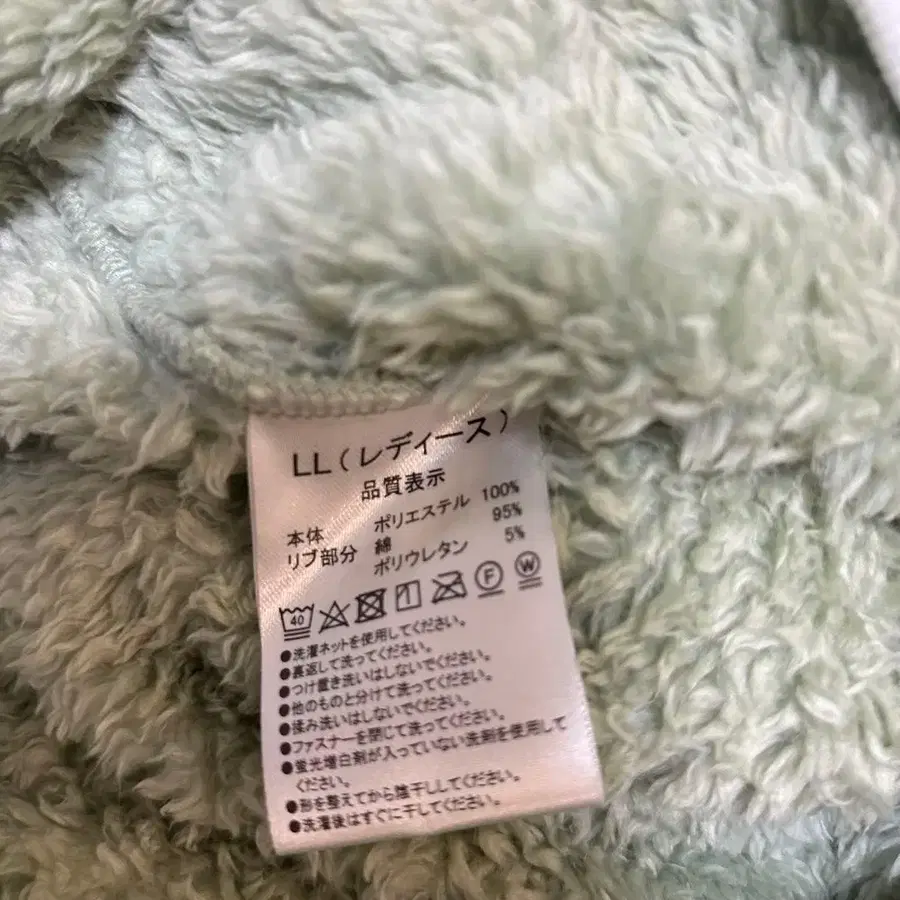 LL(レディース)
品質表示
本体 ポリエステル 100%
リブ部分 綿 95%
ポリウレタン 5%
40 F W
●洗濯ネットを使用してください。
●裏返して洗ってください。
●つけ置き洗いはしないでください。
●他のものと分けて洗ってください。
●揉み洗いはしないでください。
●ファスナーを閉じて洗ってください。
●蛍光増白剤が入っていない洗剤を使用して
ください。
●形を整えてから陰干ししてください。
●洗濯後はすぐに干してください。